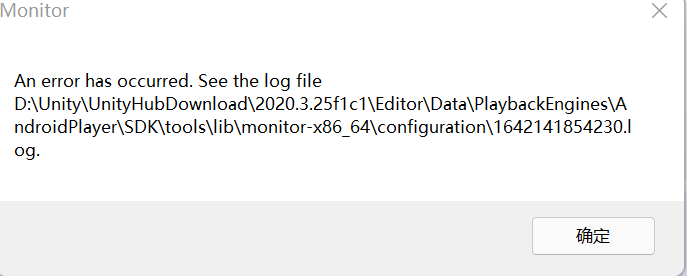 Monitor
An error has occurred. See the log file
D:\Unity\UnityHubDownload\2020.3.25f1c1\Editor\Data\PlaybackEngines\A
ndroidPlayer\SDK\tools\lib\monitor-x86_64\configuration\1642141854230.l
og.
确定